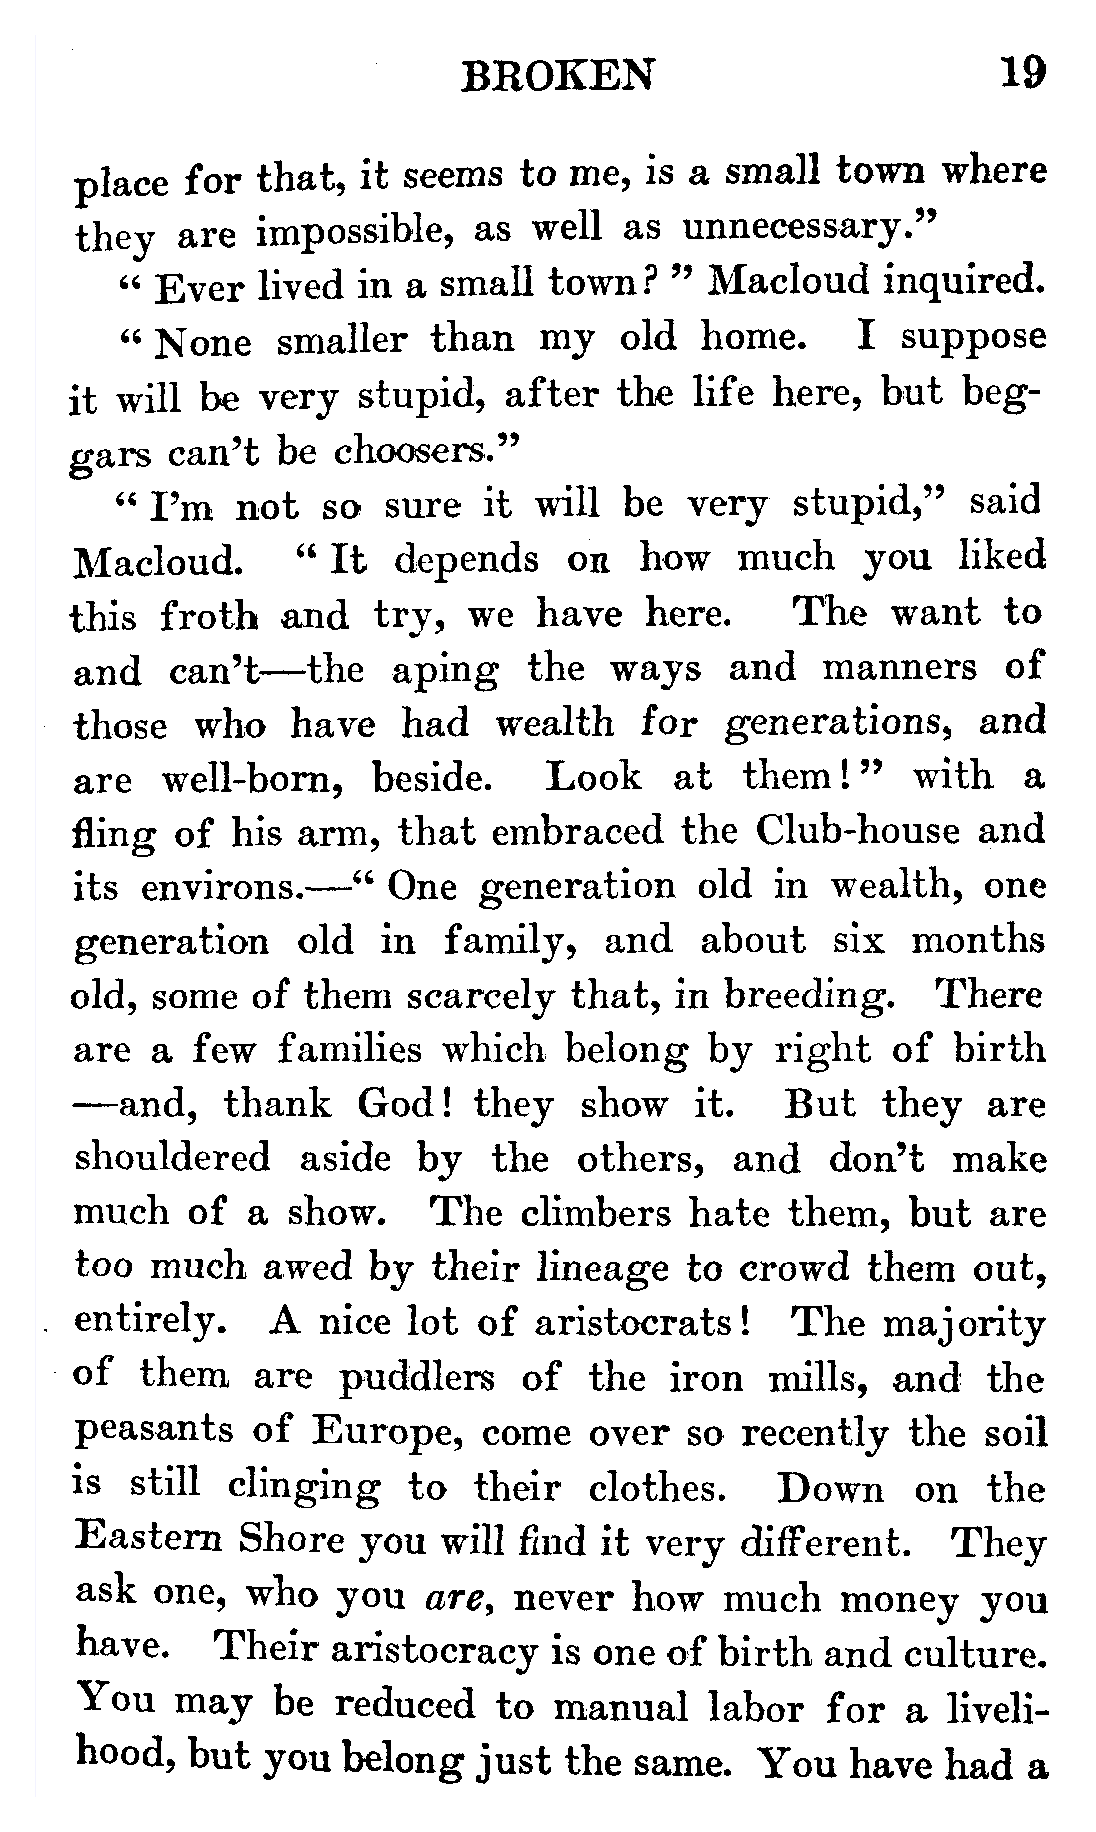 BROKEN 19
place for that, it seems to me, is a small town where
they are impossible, as well as unnecessary.”
“ Ever lived in a small town? ” Macloud inquired.
“ None smaller than my old home. I suppose
it will be very stupid, after the life here, but beg-
gars can’t be choosers.”
“ I’m not so sure it will be very stupid,” said
Macloud. “ It depends on how much you liked
this froth and try, we have here. The want to
and can’t—the aping the ways and manners of
those who have had wealth for generations, and
are well-born, beside. Look at them! ” with a
fling of his arm, that embraced the Club-house and
its environs.—“ One generation old in wealth, one
generation old in family, and about six months
old, some of them scarcely that, in breeding. There
are a few families which belong by right of birth
—and, thank God! they show it. But they are
shouldered aside by the others, and don’t make
much of a show. The climbers hate them, but are
too much awed by their lineage to crowd them out,
entirely. A nice lot of aristocrats! The majority
of them are puddlers of the iron mills, and the
peasants of Europe, come over so recently the soil
is still clinging to their clothes. Down on the
Eastern Shore you will find it very different. They
ask one, who you are, never how much money you
have. Their aristocracy is one of birth and culture.
You may be reduced to manual labor for a liveli-
hood, but you belong just the same. You have had a